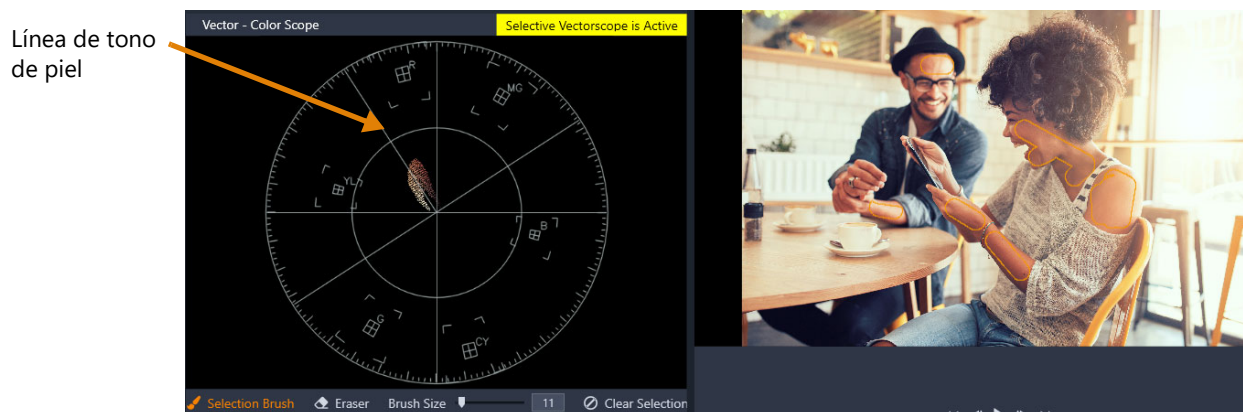 Línea de tono
de piel
Vector - Color Scope
Selective Vectorscope is Active
R
MG
YL
B
G
CY
Selection Brush
Eraser
Brush Size
11
Clear Selection